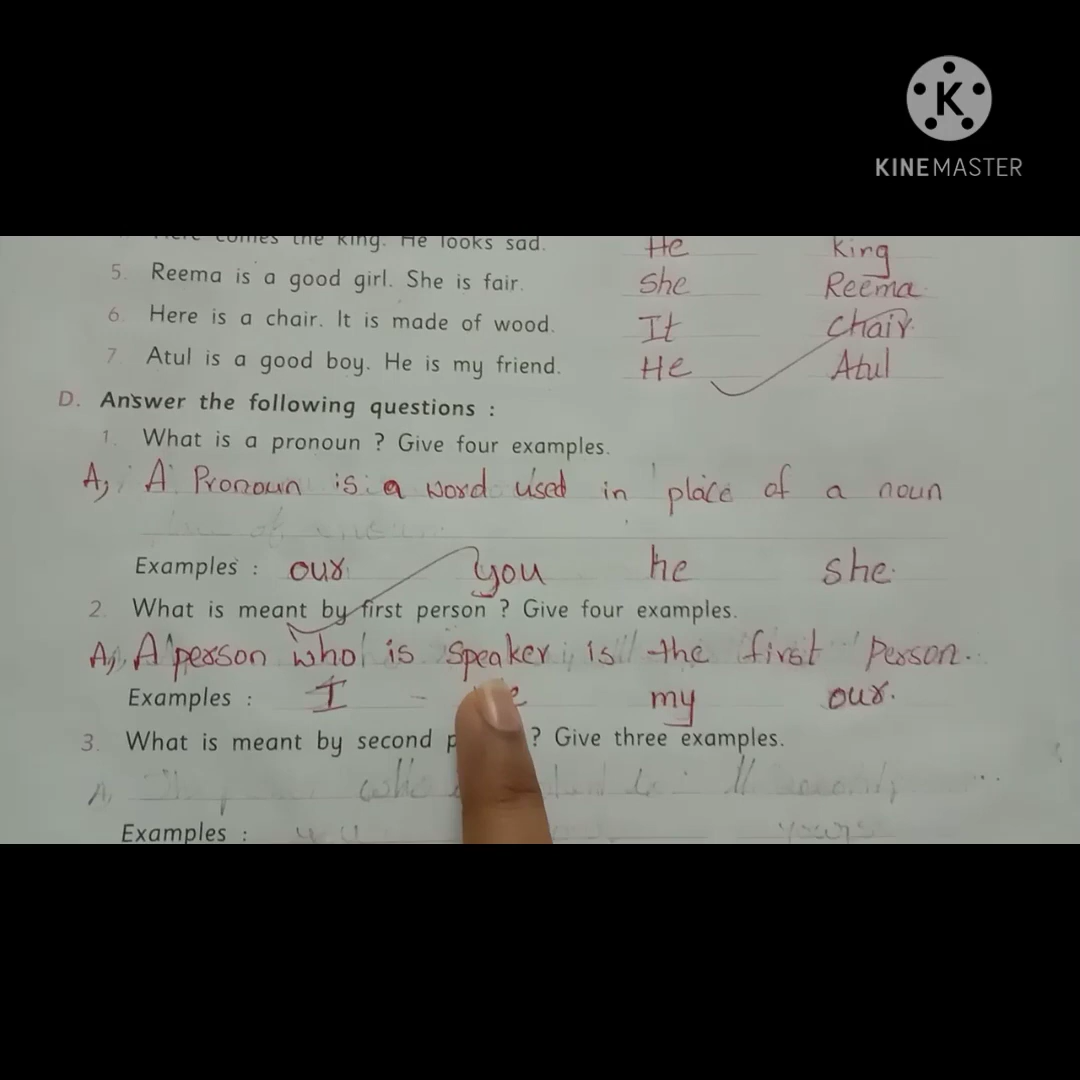 KINEMASTER
Here comes the king. He looks sad. He King
5. Reema is a good girl. She is fair. She Reema.
6. Here is a chair. It is made of wood. It Chair.
7. Atul is a good boy. He is my friend. He Atul
D. Answer the following questions :
1. What is a pronoun ? Give four examples.
A, A Pronoun is a word used in place of a noun
Examples : our you he she.
2. What is meant by first person ? Give four examples.
A, A person who is speaker is the first Person.
Examples : I my our.
3. What is meant by second ? Give three examples.
A,
Examples : yours